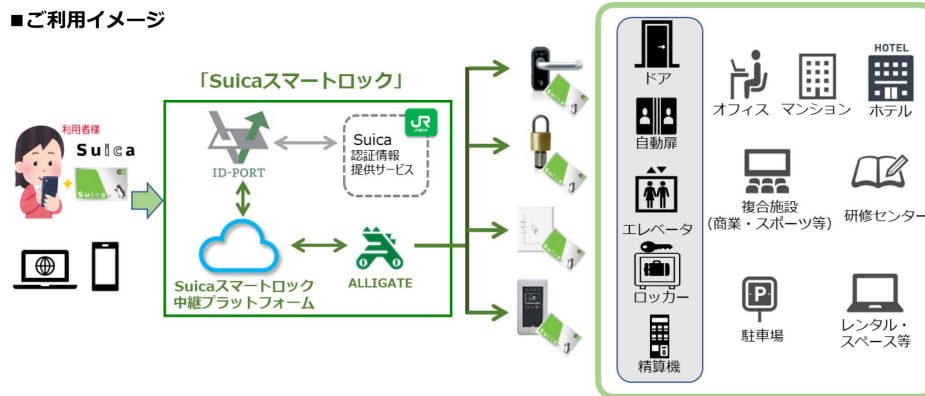 ■ご利用イメージ
「Suicaスマートロック」
利用者様
Suica
Suica
ID-PORT
JR
Suica
認証情報
提供サービス
Suicaスマートロック
中継プラットフォーム
ALLIGATE
ドア
自動扉
エレベータ
ロッカー
精算機
オフィス
マンション
HOTEL
ホテル
複合施設
(商業・スポーツ等)
研修センター
P
駐車場
レンタル・
スペース等